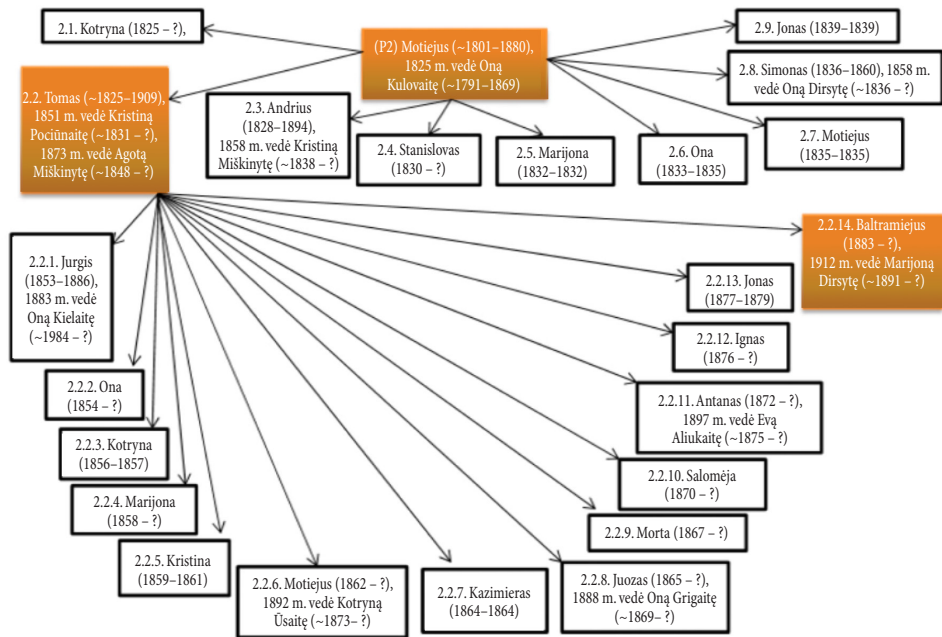 2.1. Kotryna (1825 – ?),
(P2) Motiejus (~1801–1880),
1825 m. vedė Oną
Kulovaitę (~1791–1869)
2.9. Jonas (1839–1839)
2.8. Simonas (1836–1860), 1858 m.
vedė Oną Dirsytę (~1836 – ?)
2.2. Tomas (~1825–1909),
1851 m. vedė Kristiną
Pociūnaitę (~1831 – ?),
1873 m. vedė Agotą
Miškinytę (~1848 – ?)
2.3. Andrius
(1828–1894),
1858 m. vedė Kristiną
Miškinytę (~1838 – ?)
2.4. Stanislovas
(1830 – ?)
2.5. Marijona
(1832–1832)
2.6. Ona
(1833–1835)
2.7. Motiejus
(1835–1835)
2.2.14. Baltramiejus
(1883 – ?),
1912 m. vedė Marijoną
Dirsytę (~1891 – ?)
2.2.1. Jurgis
(1853–1886),
1883 m. vedė
Oną Kielaitę
(~1984 – ?)
2.2.13. Jonas
(1877–1879)
2.2.12. Ignas
(1876 – ?)
2.2.2. Ona
(1854 – ?)
2.2.11. Antanas (1872 – ?),
1897 m. vedė Evą
Aliukaitę (~1875 – ?)
2.2.3. Kotryna
(1856–1857)
2.2.10. Salomėja
(1870 – ?)
2.2.4. Marijona
(1858 – ?)
2.2.9. Morta (1867 – ?)
2.2.5. Kristina
(1859–1861)
2.2.6. Motiejus (1862 – ?),
1892 m. vedė Kotryną
Ūsaitę (~1873– ?)
2.2.7. Kazimieras
(1864–1864)
2.2.8. Juozas (1865 – ?),
1888 m. vedė Oną Grigaitę
(~1869– ?)